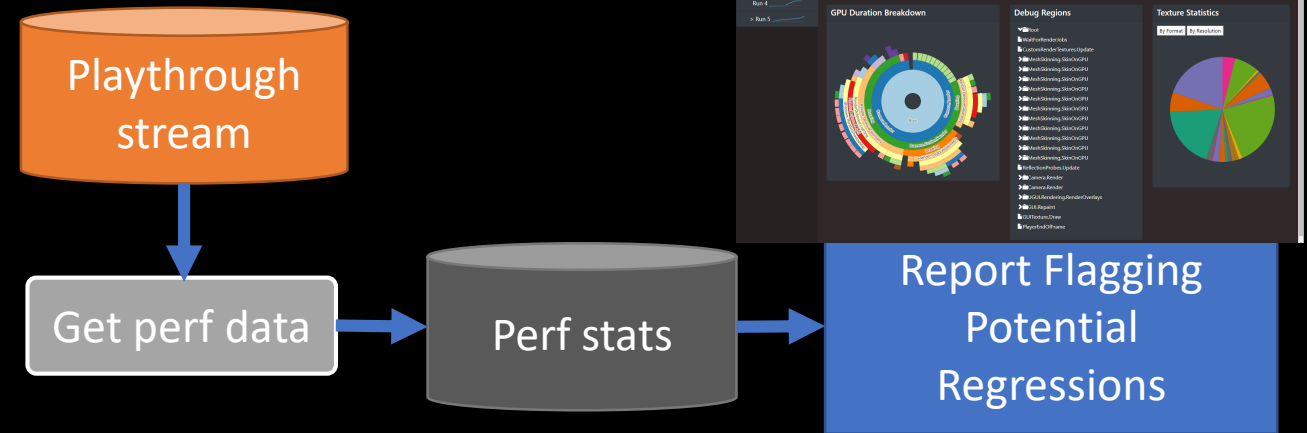 Playthrough
stream
Get perf data
Perf stats
Report Flagging
Potential
Regressions
Run 4
> Run 5
GPU Duration Breakdown
Debug Regions
Root
WaitForRenderJobs
CustomRenderTextures.Update
MeshSkinning.SkinOnGPU
MeshSkinning.SkinOnGPU
MeshSkinning.SkinOnGPU
MeshSkinning.SkinOnGPU
MeshSkinning.SkinOnGPU
MeshSkinning.SkinOnGPU
MeshSkinning.SkinOnGPU
MeshSkinning.SkinOnGPU
MeshSkinning.SkinOnGPU
MeshSkinning.SkinOnGPU
MeshSkinning.SkinOnGPU
ReflectionProbes.Update
Camera.Render
Camera.Render
UGUI.Rendering.RenderOverlays
GUI.Repaint
GUITexture.Draw
PlayerEndOfFrame
Texture Statistics
By Format By Resolution